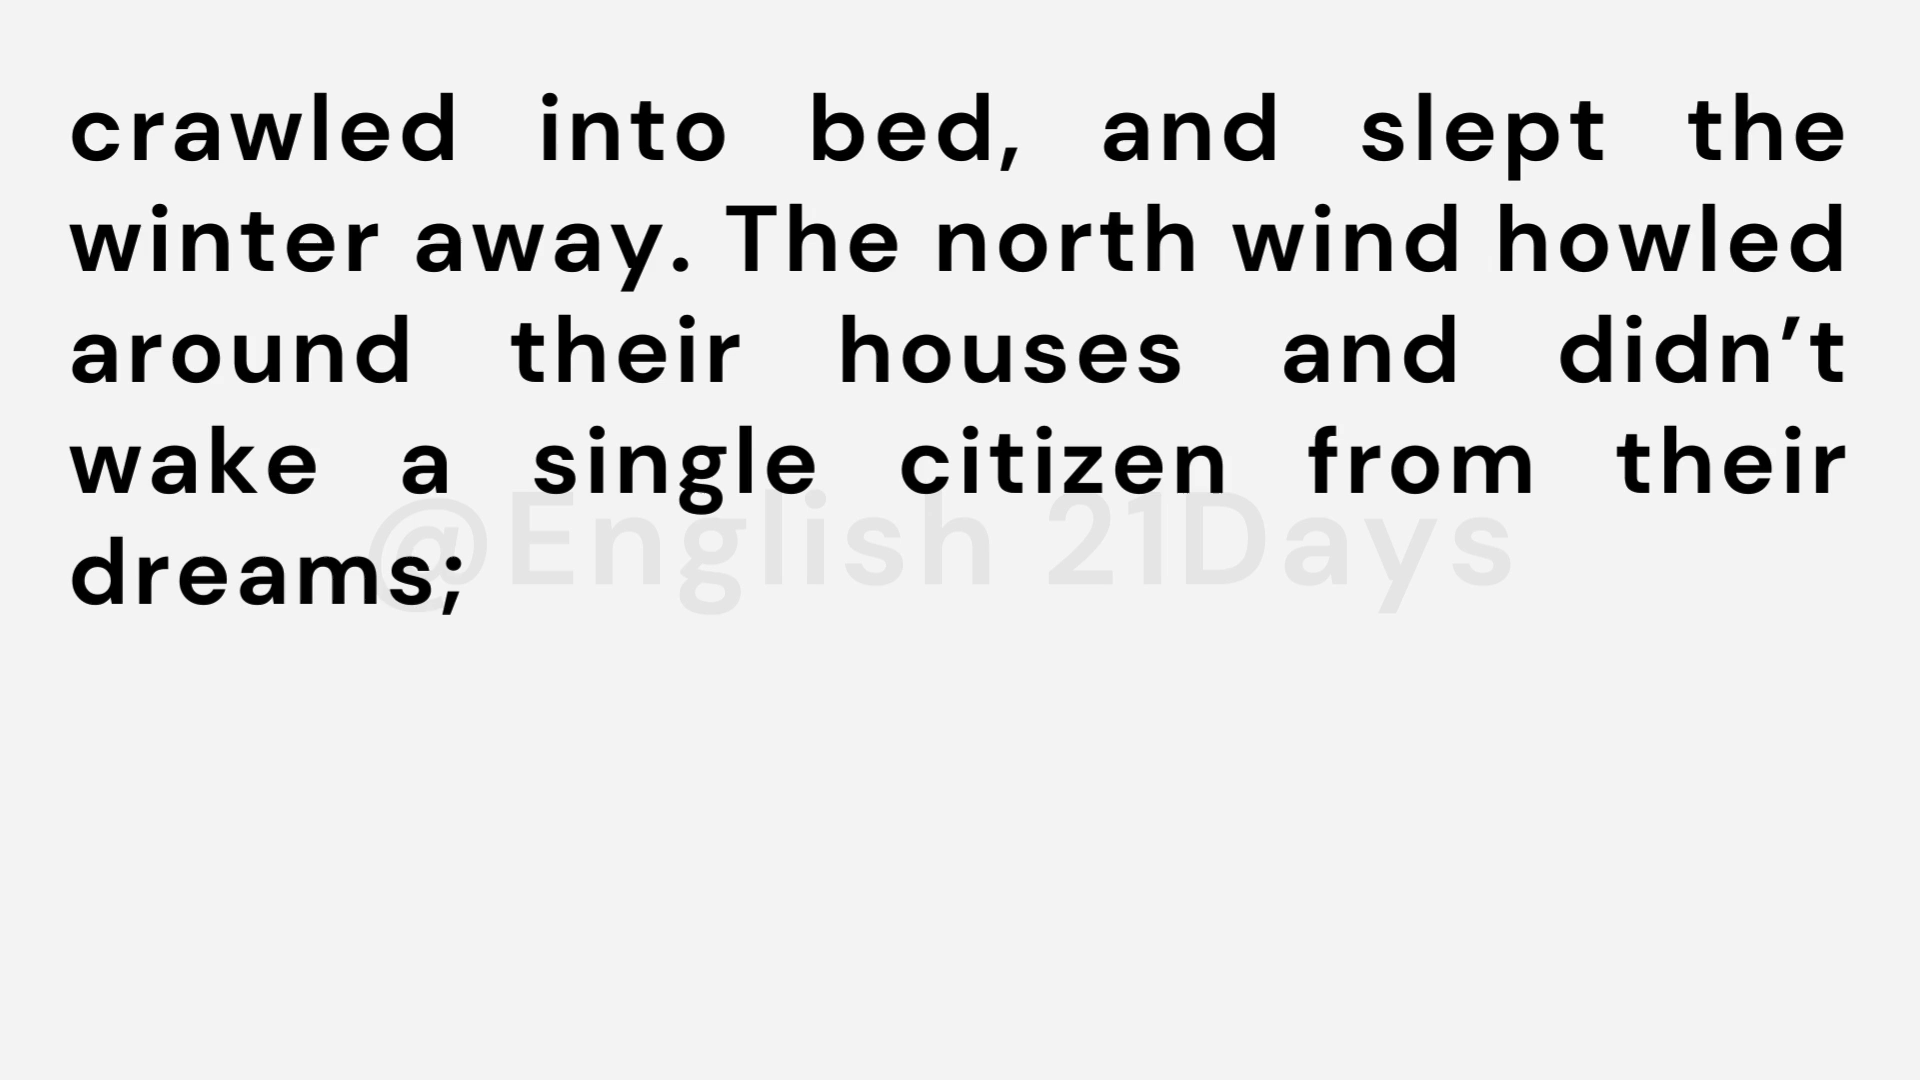 crawled into bed, and slept the
winter away. The north wind howled
around their houses and didn’t
wake a single citizen from their
@English 21Days
dreams;